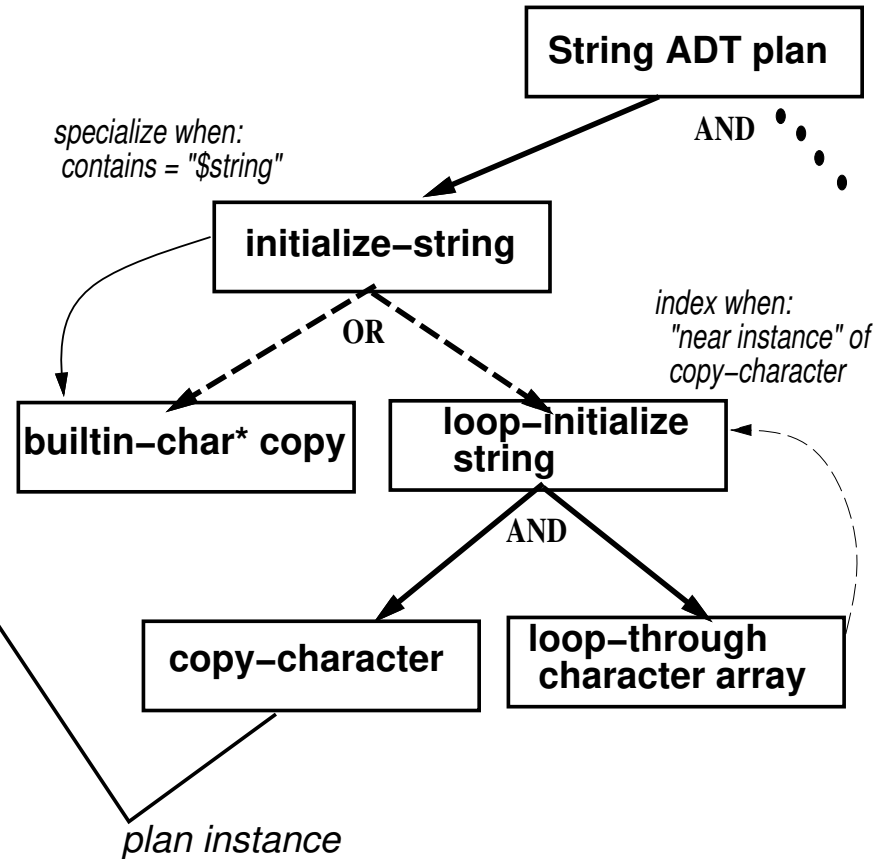 String ADT plan
AND
specialize when:
contains = "$string"
initialize–string
OR
index when:
"near instance" of
copy–character
builtin–char* copy
loop–initialize
string
AND
copy–character
loop–through
character array
plan instance